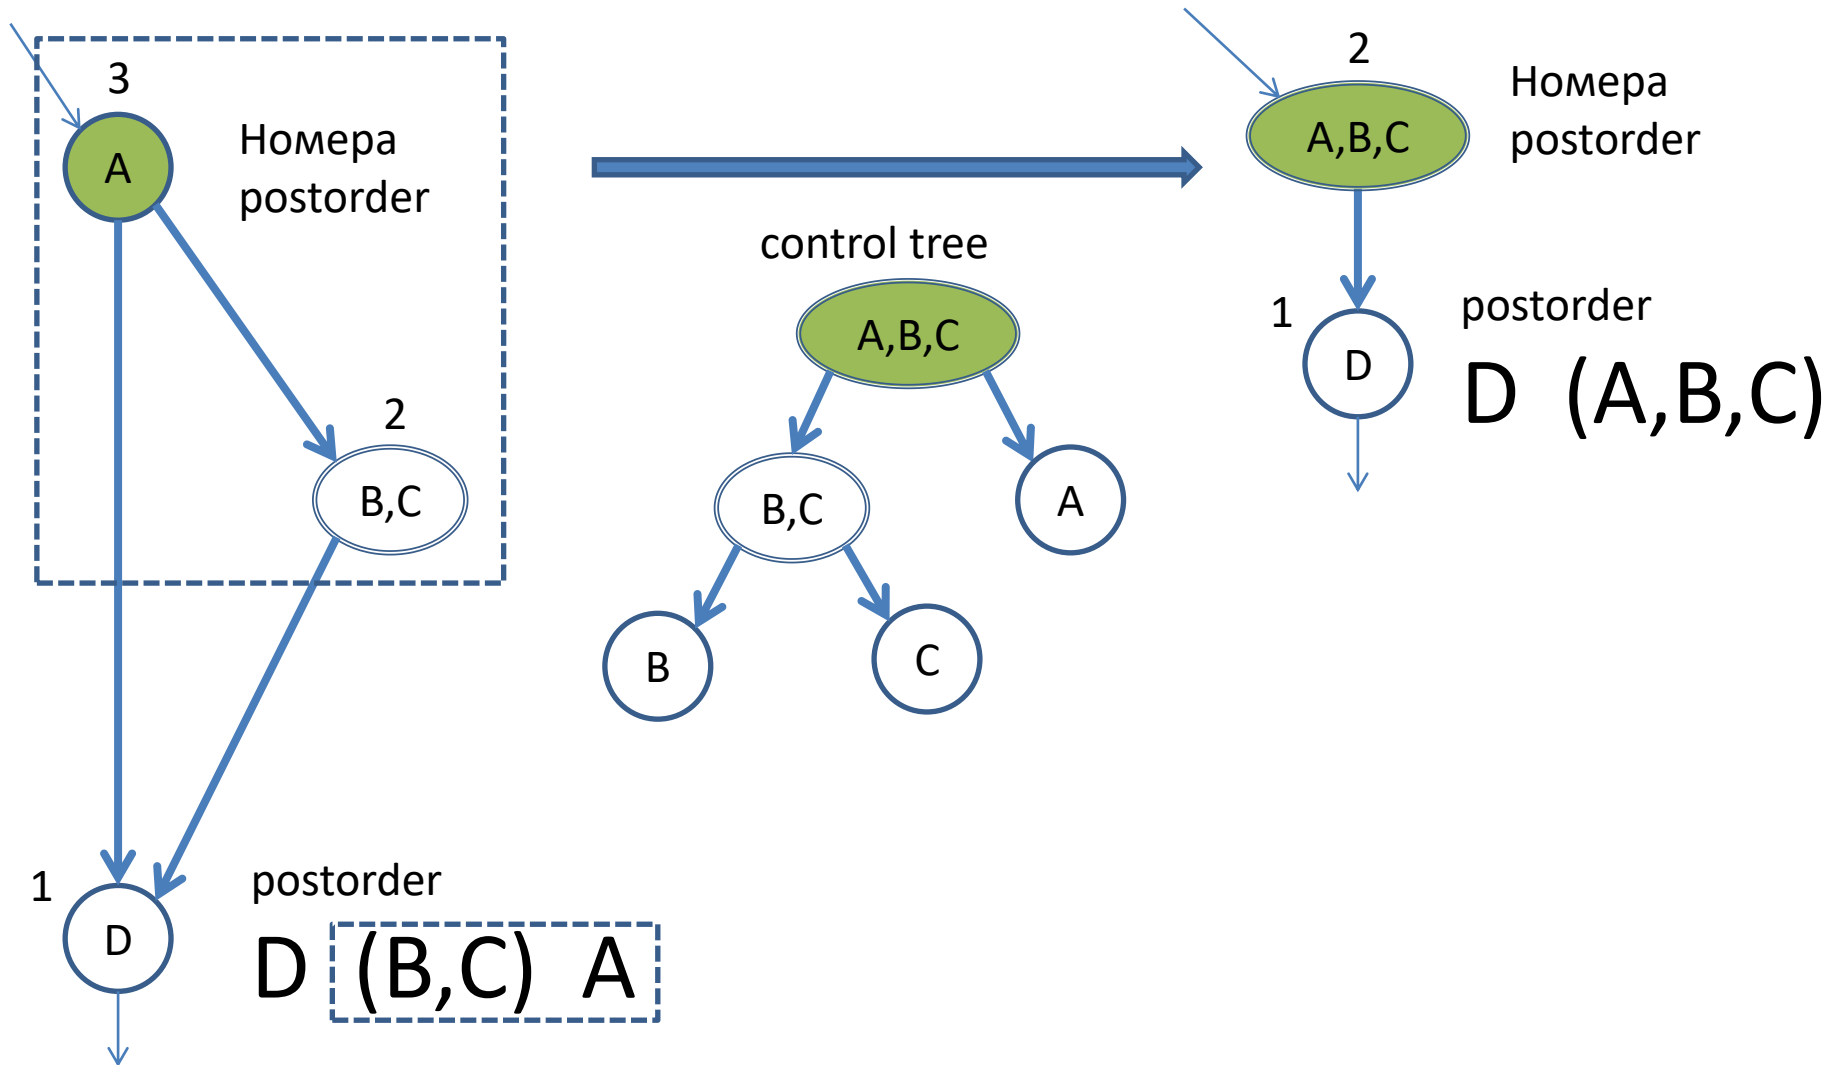 3
A
Номера
postorder
2
B,C
1
D
postorder
D (B,C) A
control tree
A,B,C
B,C
A
B
C
2
A,B,C
Номера
postorder
1
D
postorder
D (A,B,C)